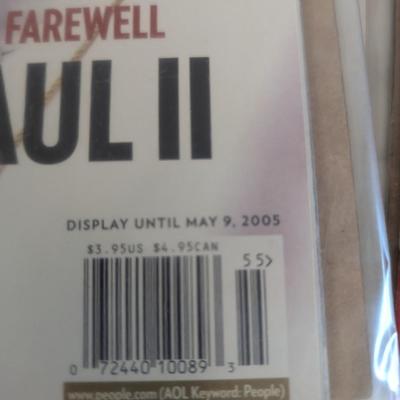 FAREWELL
AUL II
DISPLAY UNTIL MAY 9, 2005
$3.95US $4.95CAN
55>
0 72440 10089 3
www.people.com (AOL Keyword: People)